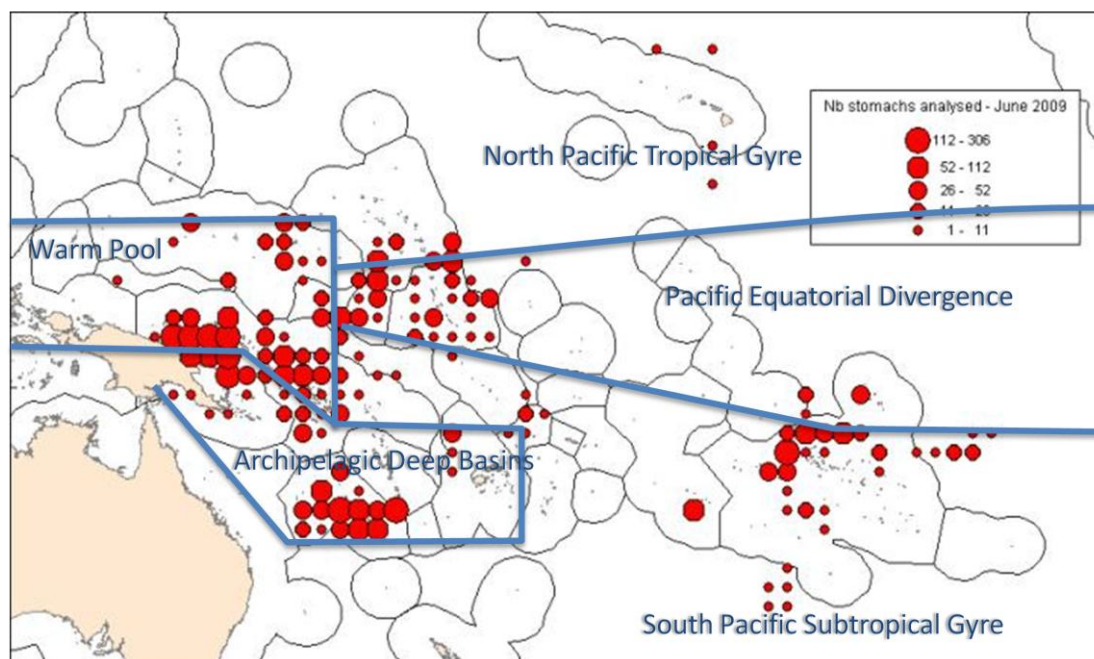 Nb stomachs analysed - June 2009
112 - 306
52 - 112
26 - 52
1 - 11
North Pacific Tropical Gyre
Warm Pool
Pacific Equatorial Divergence
Archipelagic Deep Basins
South Pacific Subtropical Gyre